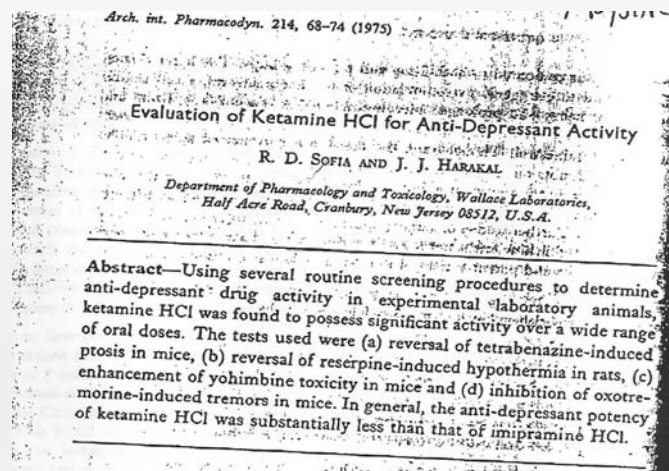 Arch. int. Pharmacodyn. 214, 68–74 (1975)
Evaluation of Ketamine HCl for Anti-Depressant Activity
R. D. SOFIA AND J. J. HARAKAL
Department of Pharmacology and Toxicology, Wallace Laboratories,
Half Acre Road, Cranbury, New Jersey 08512, U.S.A.
Abstract—Using several routine screening procedures to determine
anti-depressant drug activity in experimental laboratory animals,
ketamine HCl was found to possess significant activity over a wide range
of oral doses. The tests used were (a) reversal of tetrabenazine-induced
ptosis in mice, (b) reversal of reserpine-induced hypothermia in rats, (c)
enhancement of yohimbine toxicity in mice and (d) inhibition of oxotre-
morine-induced tremors in mice. In general, the anti-depressant potency
of ketamine HCl was substantially less than that of imipramine HCl.